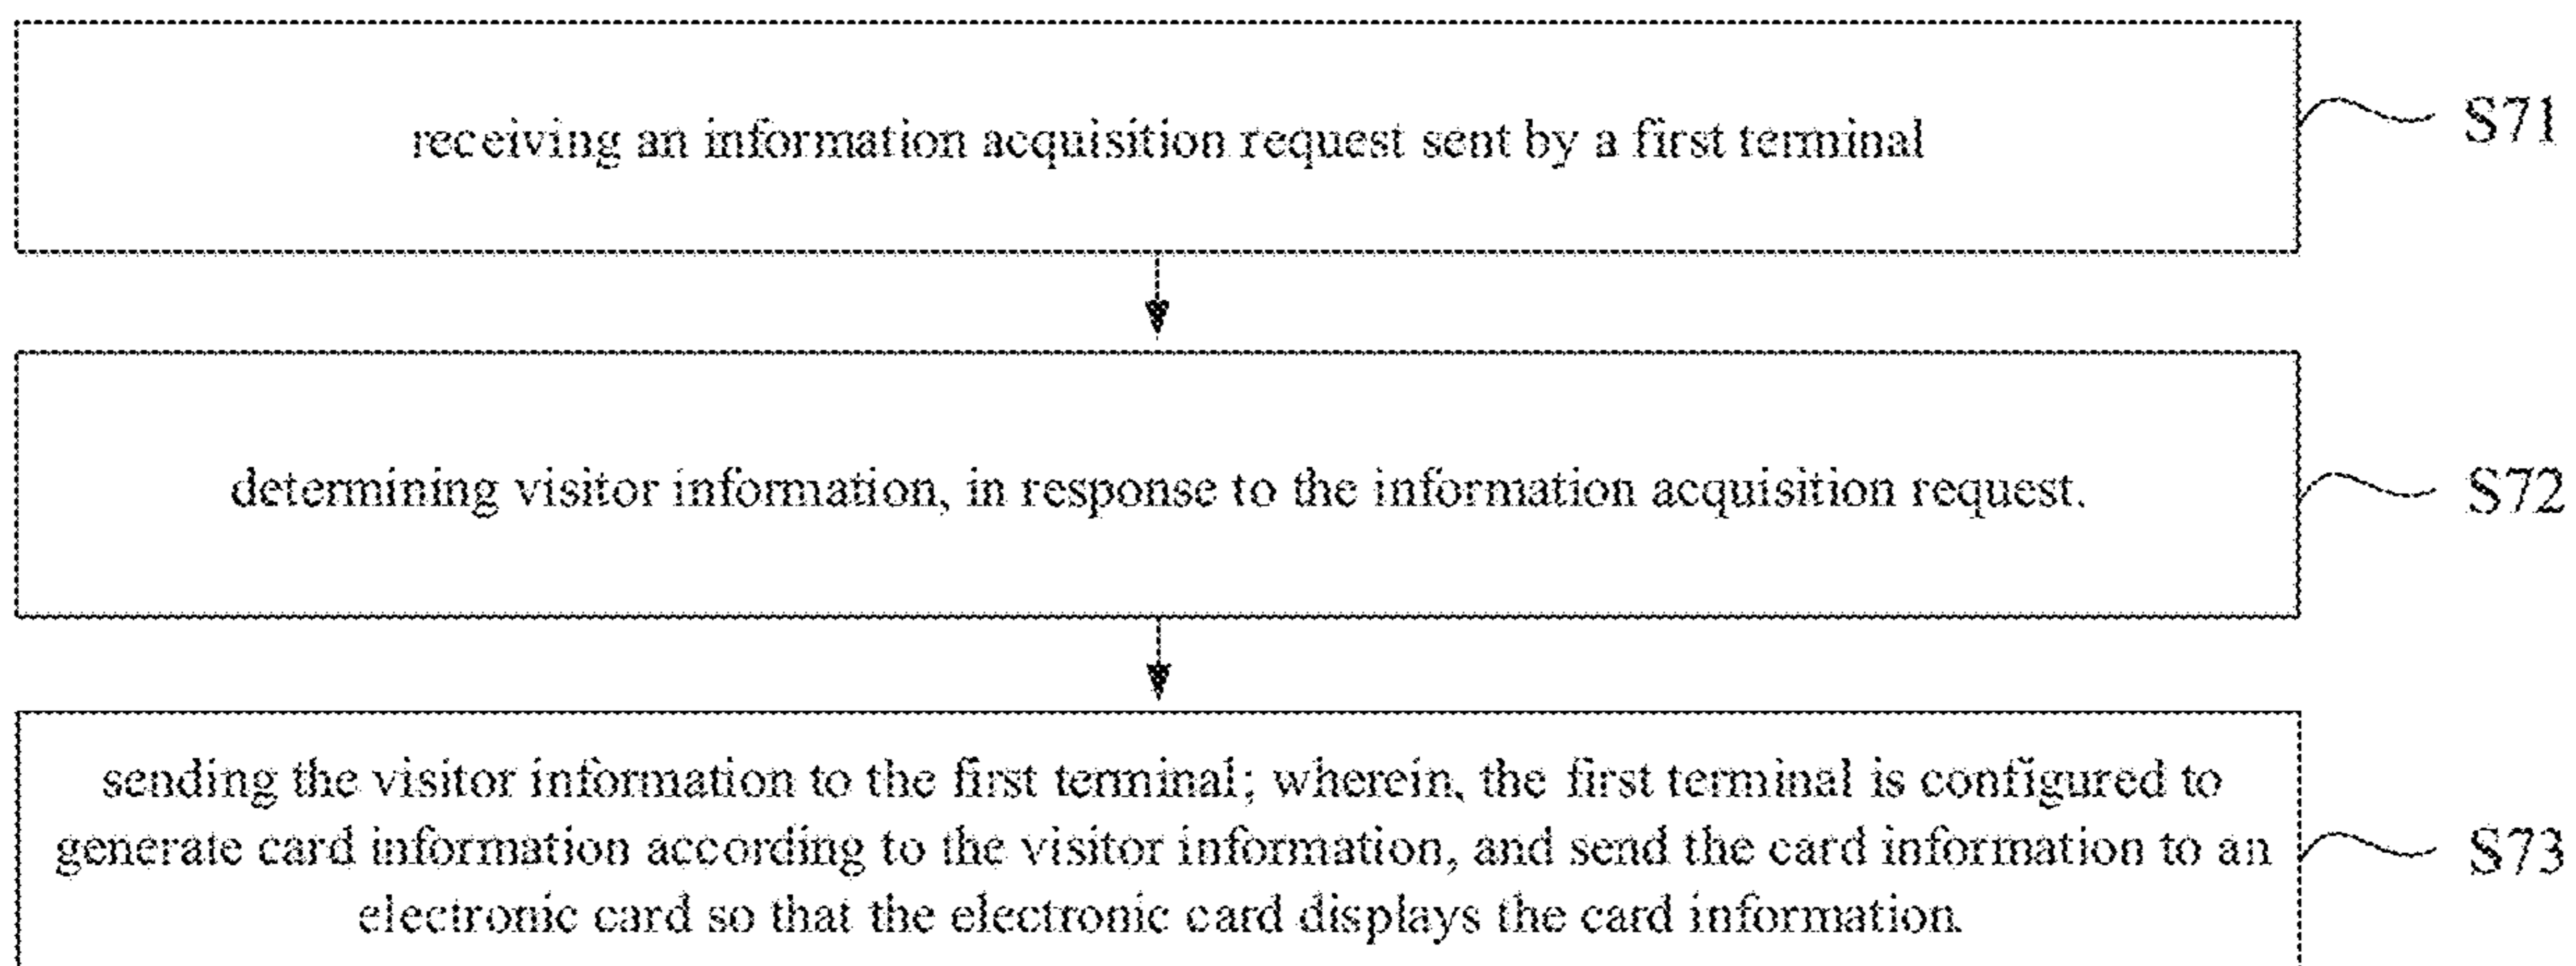 receiving an information acquisition request sent by a first terminal
S71
determining visitor information, in response to the information acquisition request.
S72
sending the visitor information to the first terminal; wherein, the first terminal is configured to
generate card information according to the visitor information, and send the card information to an
electronic card so that the electronic card displays the card information.
S73